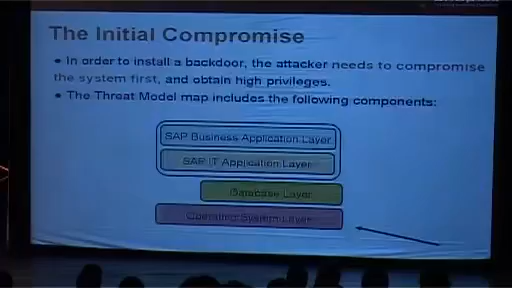 The Initial Compromise
• In order to install a backdoor, the attacker needs to compromise
the system first, and obtain high privileges.
• The Threat Model map includes the following components:
SAP Business Application Layer
SAP IT Application Layer
Database Layer
Operating System Layer